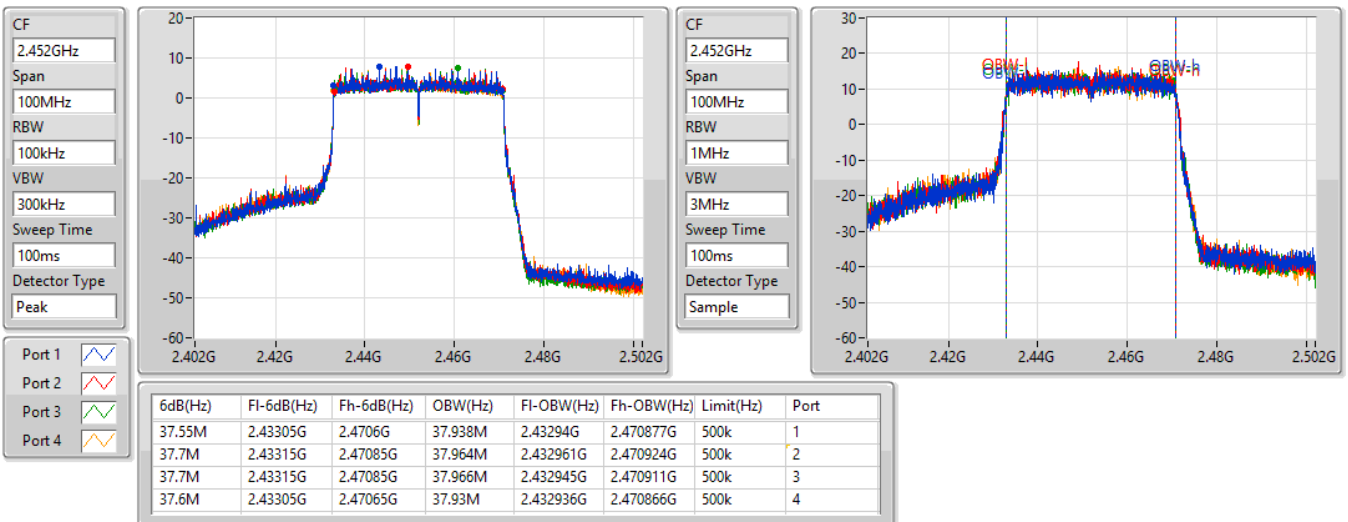 CF
2.452GHz
Span
100MHz
RBW
100kHz
VBW
300kHz
Sweep Time
100ms
Detector Type
Peak
20
10
0
-10
-20
-30
-40
-50
-60
2.402G 2.42G 2.44G 2.46G 2.48G 2.502G
CF
2.452GHz
Span
100MHz
RBW
1MHz
VBW
3MHz
Sweep Time
100ms
Detector Type
Sample
30
20
10
0
-10
-20
-30
-40
-50
-60
OBW-l OBW-h
2.402G 2.42G 2.44G 2.46G 2.48G 2.502G
Port 1
Port 2
Port 3
Port 4
6dB(Hz) Fl-6dB(Hz) Fh-6dB(Hz) OBW(Hz) Fl-OBW(Hz) Fh-OBW(Hz) Limit(Hz) Port
37.55M 2.43305G 2.4706G 37.938M 2.43294G 2.470877G 500k 1
37.7M 2.43315G 2.47085G 37.964M 2.432961G 2.470924G 500k 2
37.7M 2.43315G 2.47085G 37.966M 2.432945G 2.470911G 500k 3
37.6M 2.43305G 2.47065G 37.93M 2.432936G 2.470866G 500k 4